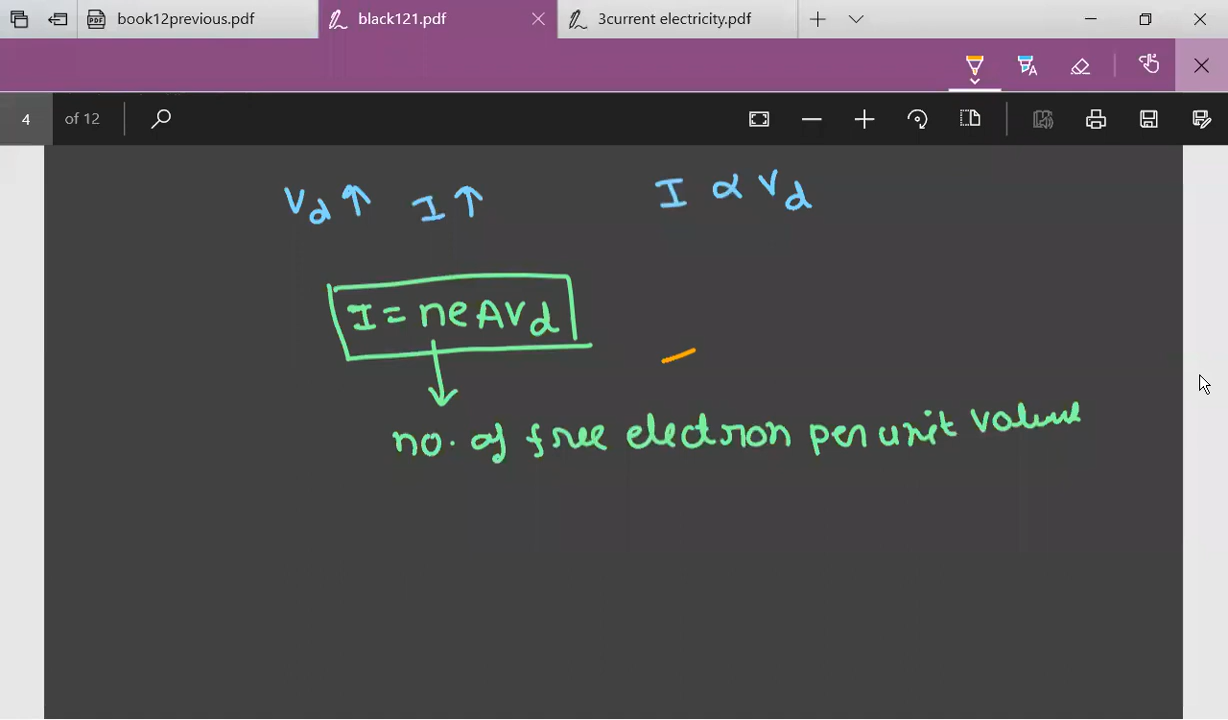 book12previous.pdf black121.pdf 3current electricity.pdf
4 of 12
Vd ↑ I ↑ I ∝ Vd
I = neAVd
no. of free electron per unit